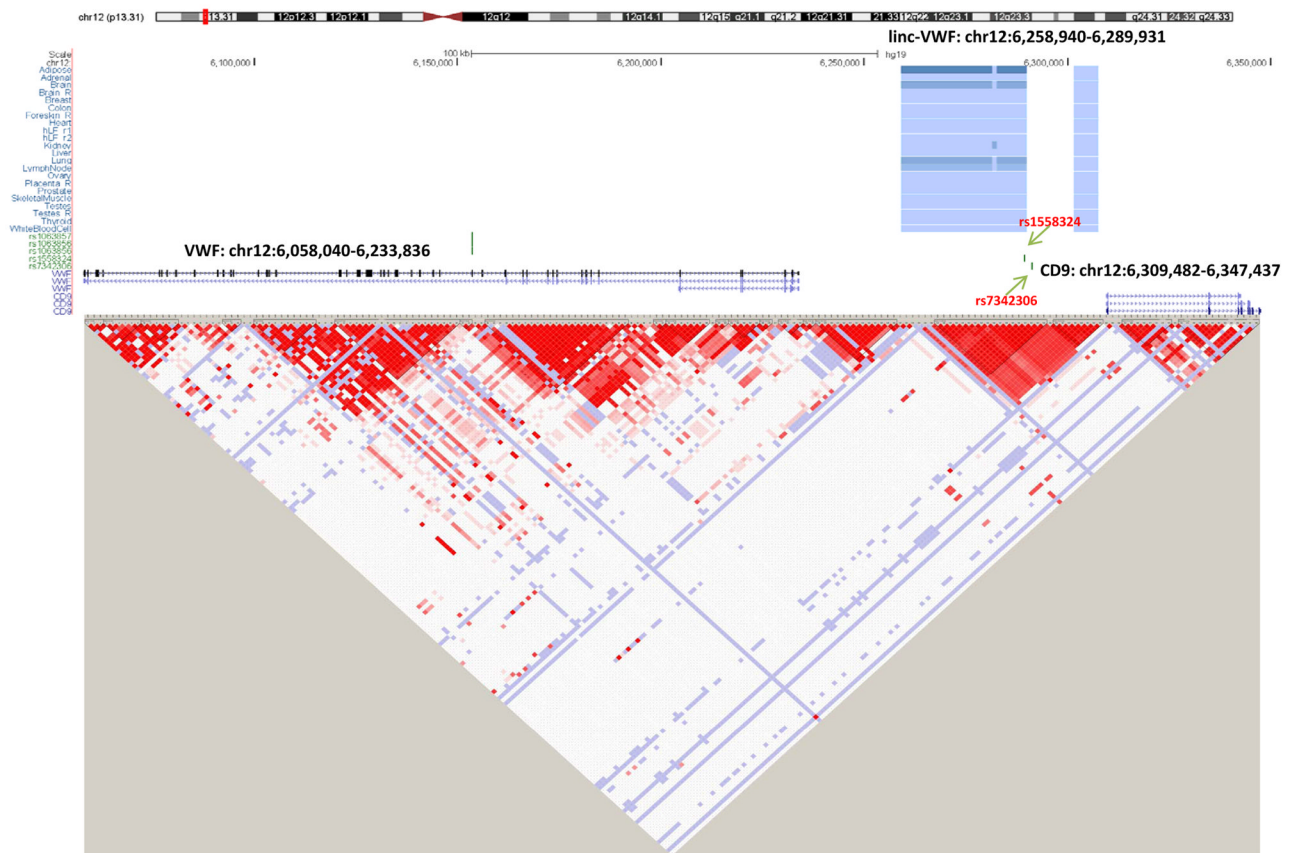 chr12 (p13.31) 13.31 12p12.3 12p12.1 12q12 12q14.1 12q15 q21.1 q21.2 12q21.31 21.33 12q22 12q23.1 12q23.3 q24.31 24.32 q24.33
linc-VWF: chr12:6,258,940-6,289,931
Scale 100 kb hg19
chr12: 6,100,000 6,150,000 6,200,000 6,250,000 6,300,000 6,350,000
Adipose
Adrenal
Brain
Brain_R
Breast
Colon
Foreskin_R
Heart
hLF_r1
hLF_r2
Kidney
Liver
Lung
LymphNode
Ovary
Placenta_R
Prostate
SkeletalMuscle
Testes
Testes_R
Thyroid
WhiteBloodCell
rs1558324
rs1063857
rs1063856
VWF: chr12:6,058,040-6,233,836
rs1558324
rs7342306
CD9: chr12:6,309,482-6,347,437
VWF
VWF
VWF
rs7342306
CD9
CD9
CD9